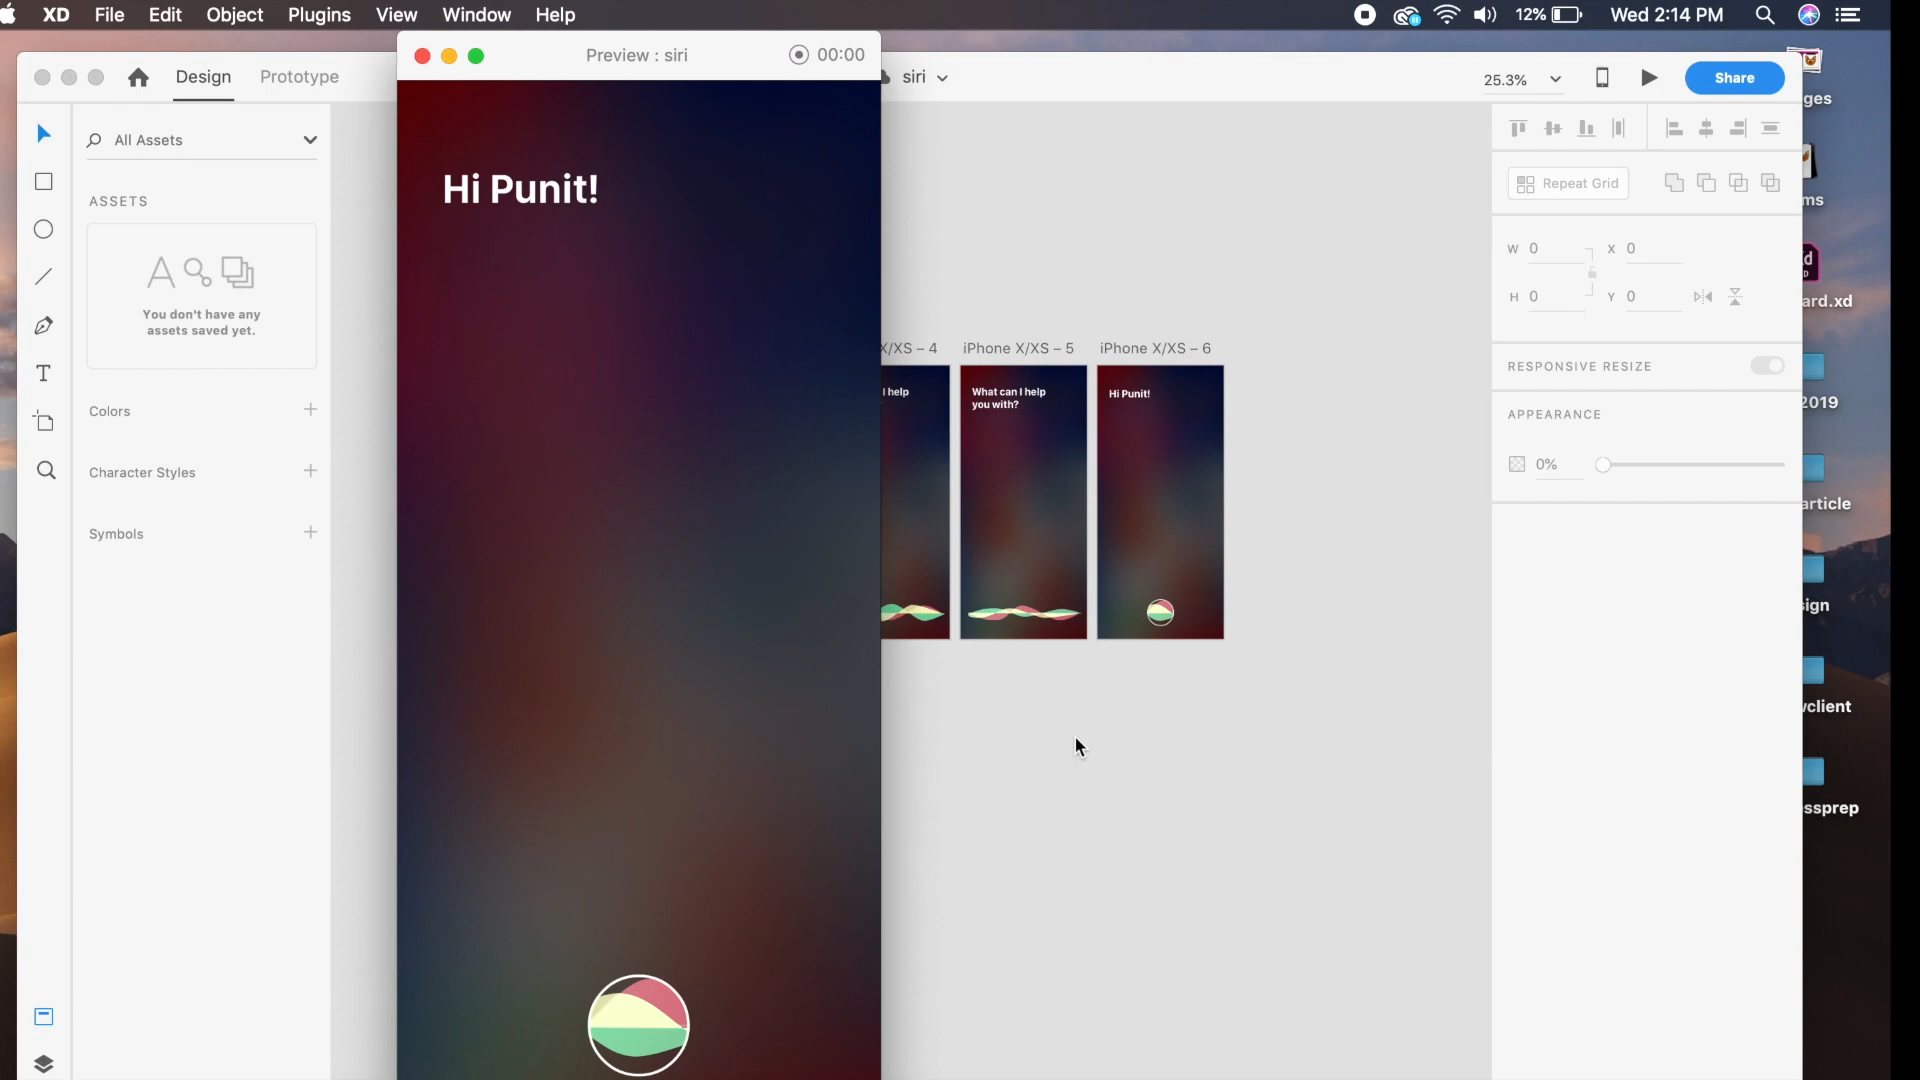 XD File Edit Object Plugins View Window Help
12% Wed 2:14 PM
Preview : siri 00:00
Design Prototype
siri
25.3%
Share
All Assets
ASSETS
You don't have any
assets saved yet.
Colors
Character Styles
Symbols
Hi Punit!
X/XS – 4
iPhone X/XS – 5
iPhone X/XS – 6
I help
What can I help
you with?
Hi Punit!
Repeat Grid
W 0 X 0
H 0 Y 0
RESPONSIVE RESIZE
APPEARANCE
0%
ges
ms
ard.xd
2019
article
sign
vclient
ssprep